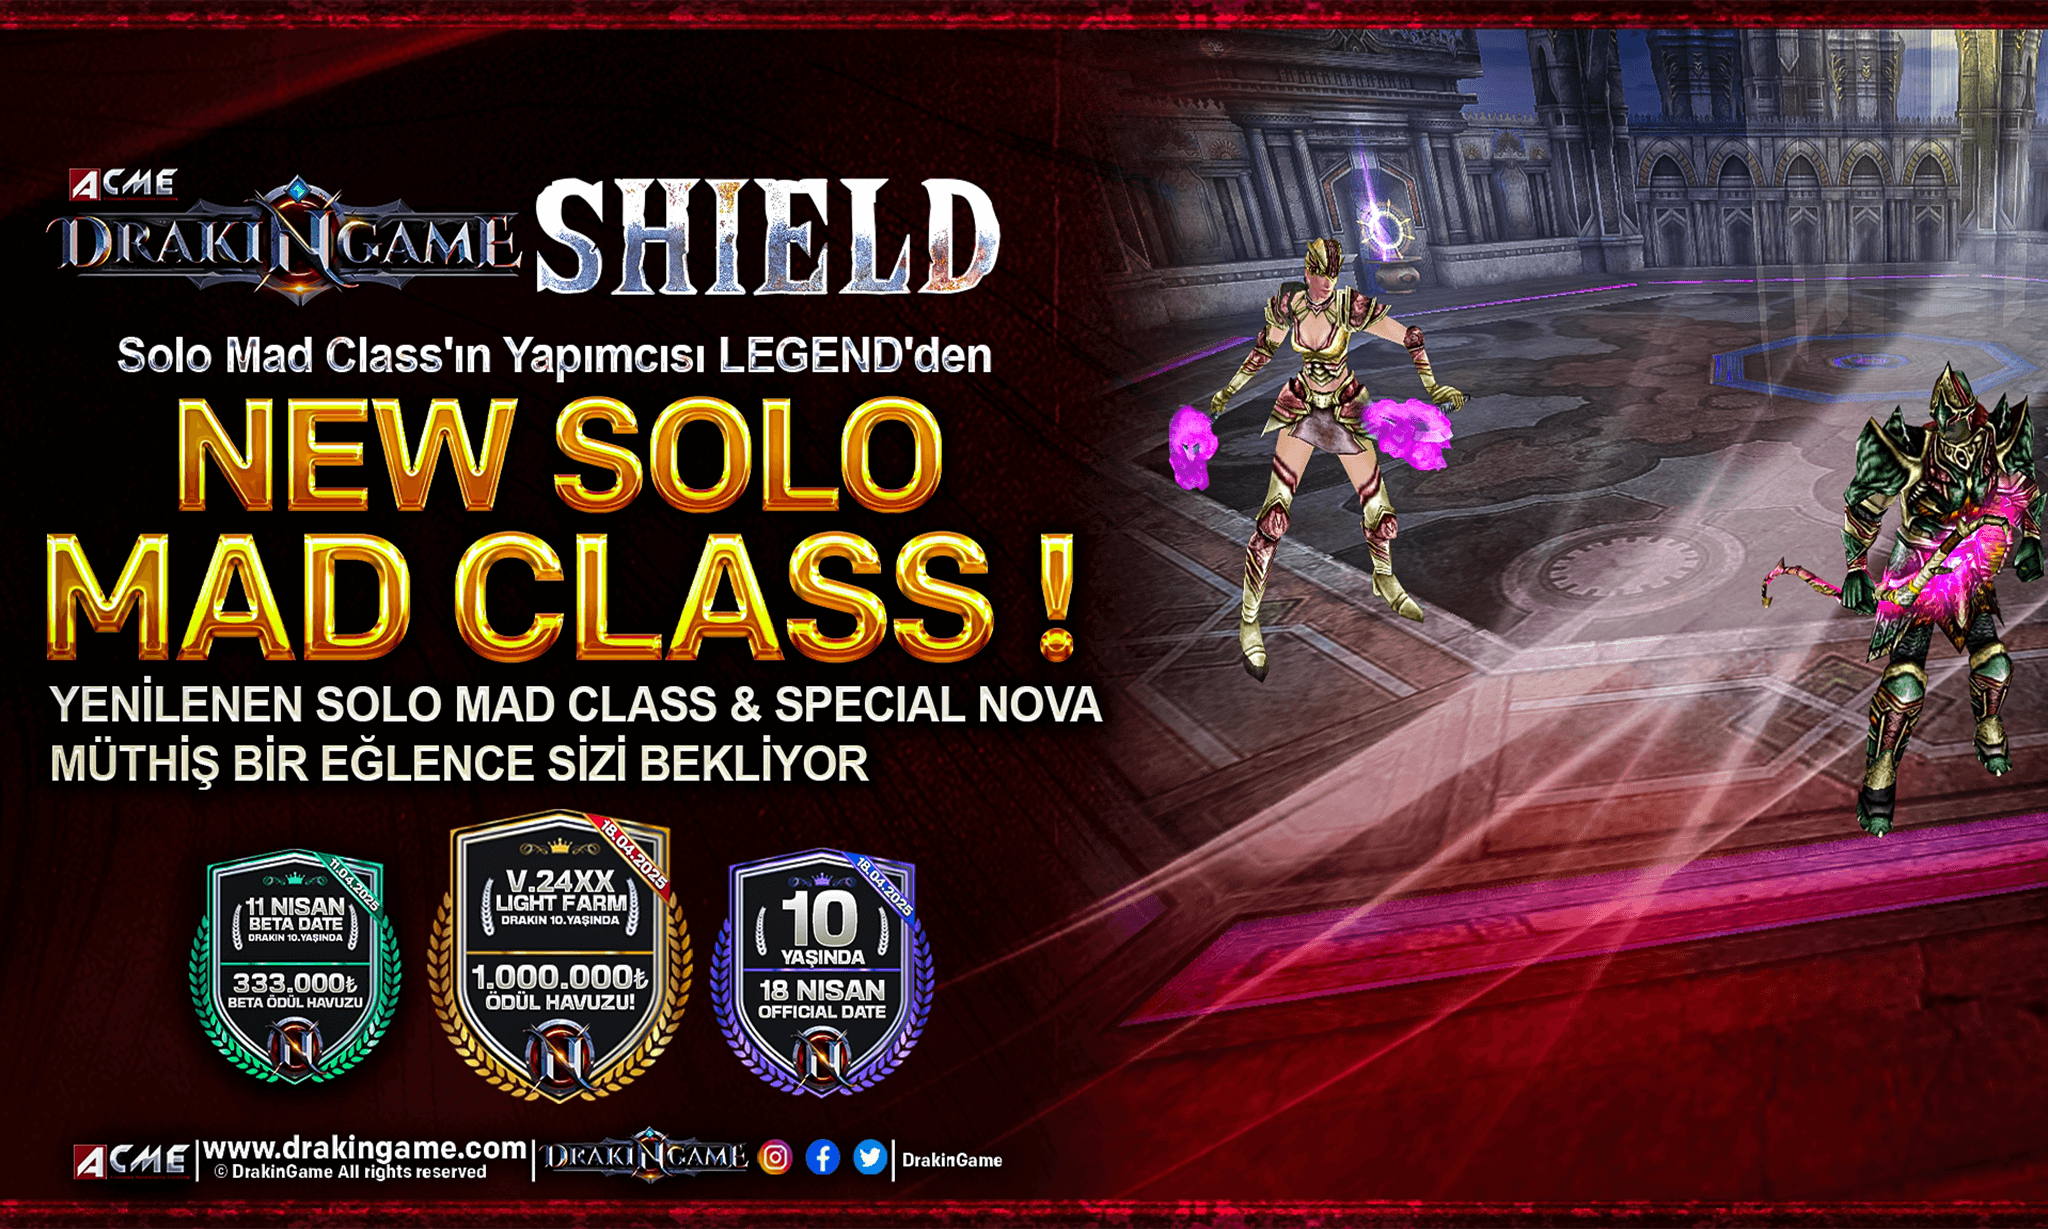 ACME
DRAKINGAME SHIELD
Solo Mad Class'ın Yapımcısı LEGEND'den
NEW SOLO
MAD CLASS !
YENİLENEN SOLO MAD CLASS & SPECIAL NOVA
MÜTHİŞ BİR EĞLENCE SİZİ BEKLİYOR
11.04.2025
11 NISAN
BETA DATE
DRAKIN 10.YAŞINDA
333.000₺
BETA ÖDÜL HAVUZU
18.04.2025
V.24XX
LIGHT FARM
DRAKIN 10.YAŞINDA
1.000.000₺
ÖDÜL HAVUZU!
18.04.2025
10
YAŞINDA
18 NISAN
OFFICIAL DATE
ACME
www.drakingame.com
© DrakinGame All rights reserved
DRAKINGAME
DrakinGame